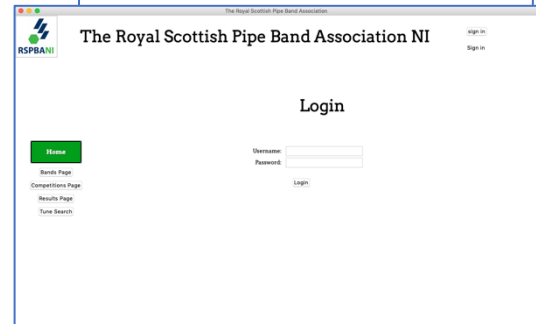 The Royal Scottish Pipe Band Association
RSPBANI
The Royal Scottish Pipe Band Association NI
sign in
Sign in
Login
Home
Username:
Password:
Bands Page
Login
Competitions Page
Results Page
Tune Search